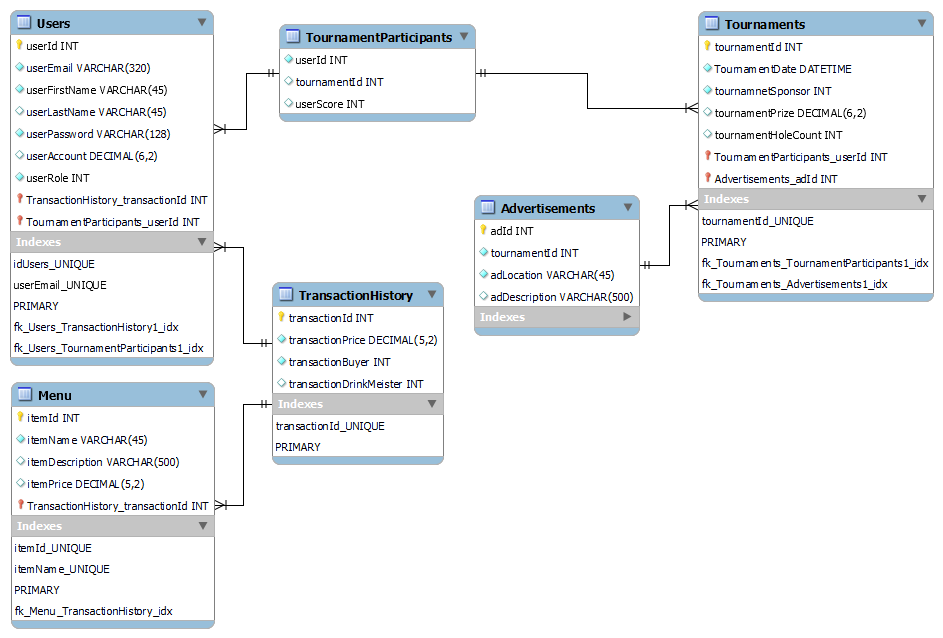 Users
userId INT
userEmail VARCHAR(320)
userFirstName VARCHAR(45)
userLastName VARCHAR(45)
userPassword VARCHAR(128)
userAccount DECIMAL(6,2)
userRole INT
TransactionHistory_transactionId INT
TournamentParticipants_userId INT
Indexes
idUsers_UNIQUE
userEmail_UNIQUE
PRIMARY
fk_Users_TransactionHistory1_idx
fk_Users_TournamentParticipants1_idx
TournamentParticipants
userId INT
tournamentId INT
userScore INT
Tournaments
tournamentId INT
TournamentDate DATETIME
tournamnetSponsor INT
tournamentPrize DECIMAL(6,2)
tournamentHoleCount INT
TournamentParticipants_userId INT
Advertisements_adId INT
Indexes
tournamentId_UNIQUE
PRIMARY
fk_Tournaments_TournamentParticipants1_idx
fk_Tournaments_Advertisements1_idx
Advertisements
adId INT
tournamentId INT
adLocation VARCHAR(45)
adDescription VARCHAR(500)
Indexes
TransactionHistory
transactionId INT
transactionPrice DECIMAL(5,2)
transactionBuyer INT
transactionDrinkMeister INT
Indexes
transactionId_UNIQUE
PRIMARY
Menu
itemId INT
itemName VARCHAR(45)
itemDescription VARCHAR(500)
itemPrice DECIMAL(5,2)
TransactionHistory_transactionId INT
Indexes
itemId_UNIQUE
itemName_UNIQUE
PRIMARY
fk_Menu_TransactionHistory_idx